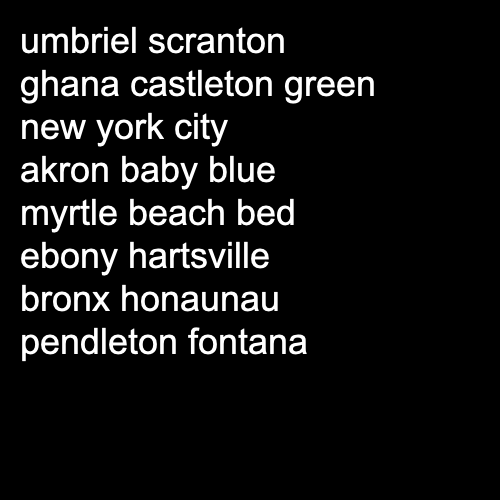 umbriel scranton
ghana castleton green
new york city
akron baby blue
myrtle beach bed
ebony hartsville
bronx honaunau
pendleton fontana